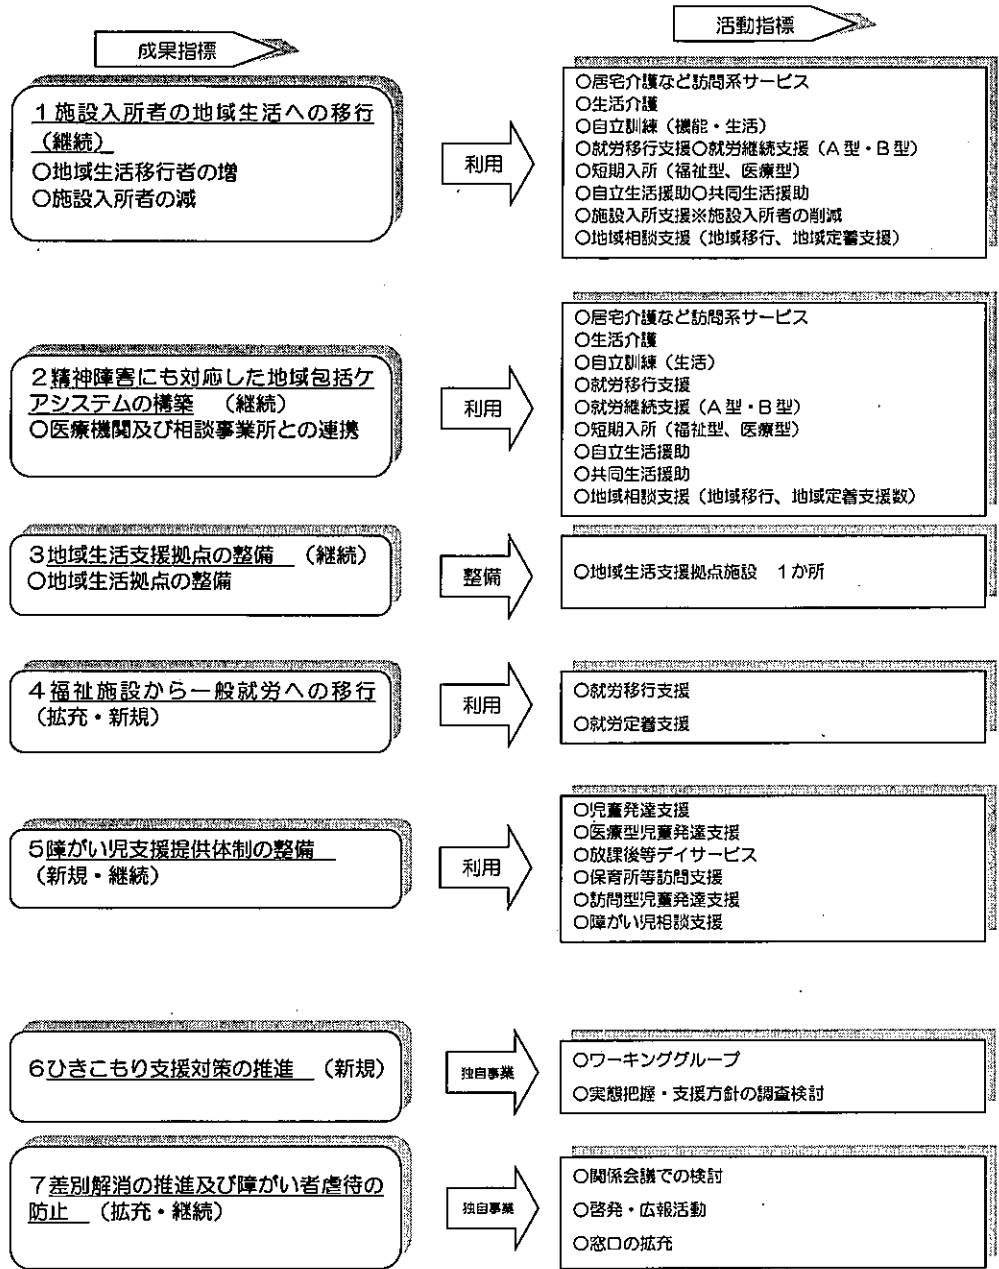 成果指標
活動指標
1施設入所者の地域生活への移行
(継続)
○地域生活移行者の増
○施設入所者の減
利用
○居宅介護など訪問系サービス
○生活介護
○自立訓練（機能・生活）
○就労移行支援○就労継続支援（A型・B型）
○短期入所（福祉型、医療型）
○自立生活援助○共同生活援助
○施設入所支援※施設入所者の削減
○地域相談支援（地域移行、地域定着支援）
2精神障害にも対応した地域包括ケ
アシステムの構築　（継続）
○医療機関及び相談事業所との連携
利用
○居宅介護など訪問系サービス
○生活介護
○自立訓練（生活）
○就労移行支援
○就労継続支援（A型・B型）
○短期入所（福祉型、医療型）
○自立生活援助
○共同生活援助
○地域相談支援（地域移行、地域定着支援数）
3地域生活支援拠点の整備　（継続）
○地域生活拠点の整備
整備
○地域生活支援拠点施設　1か所
4福祉施設から一般就労への移行
（拡充・新規）
利用
○就労移行支援
○就労定着支援
5障がい児支援提供体制の整備
（新規・継続）
利用
○児童発達支援
○医療型児童発達支援
○放課後等デイサービス
○保育所等訪問支援
○訪問型児童発達支援
○障がい児相談支援
6ひきこもり支援対策の推進　（新規）
独自事業
○ワーキンググループ
○実態把握・支援方針の調査検討
7差別解消の推進及び障がい者虐待の
防止　（拡充・継続）
独自事業
○関係会議での検討
○啓発・広報活動
○窓口の拡充